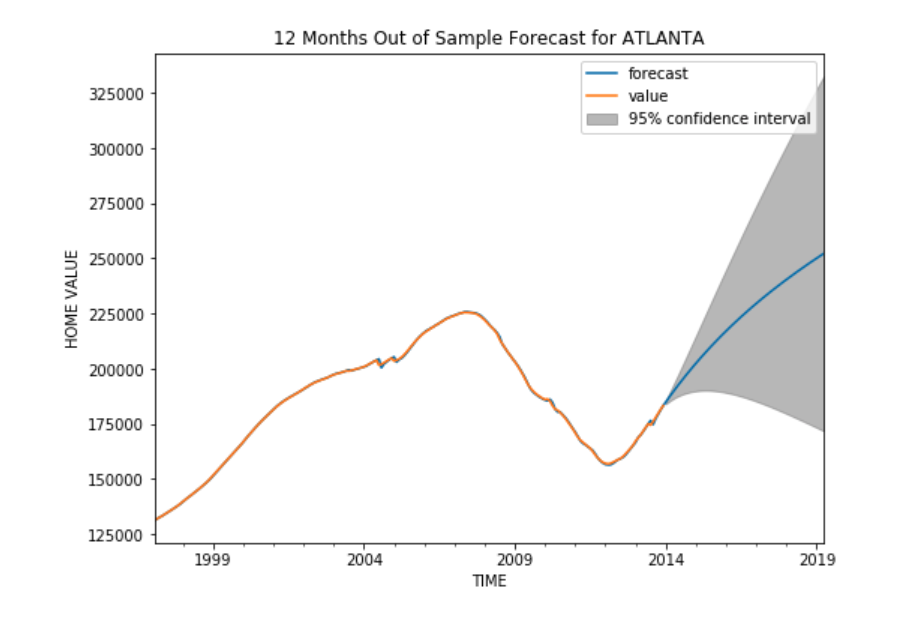 12 Months Out of Sample Forecast for ATLANTA
forecast
value
95% confidence interval
325000
300000
275000
250000
225000
200000
175000
150000
125000
HOME VALUE
1999 2004 2009 2014 2019
TIME